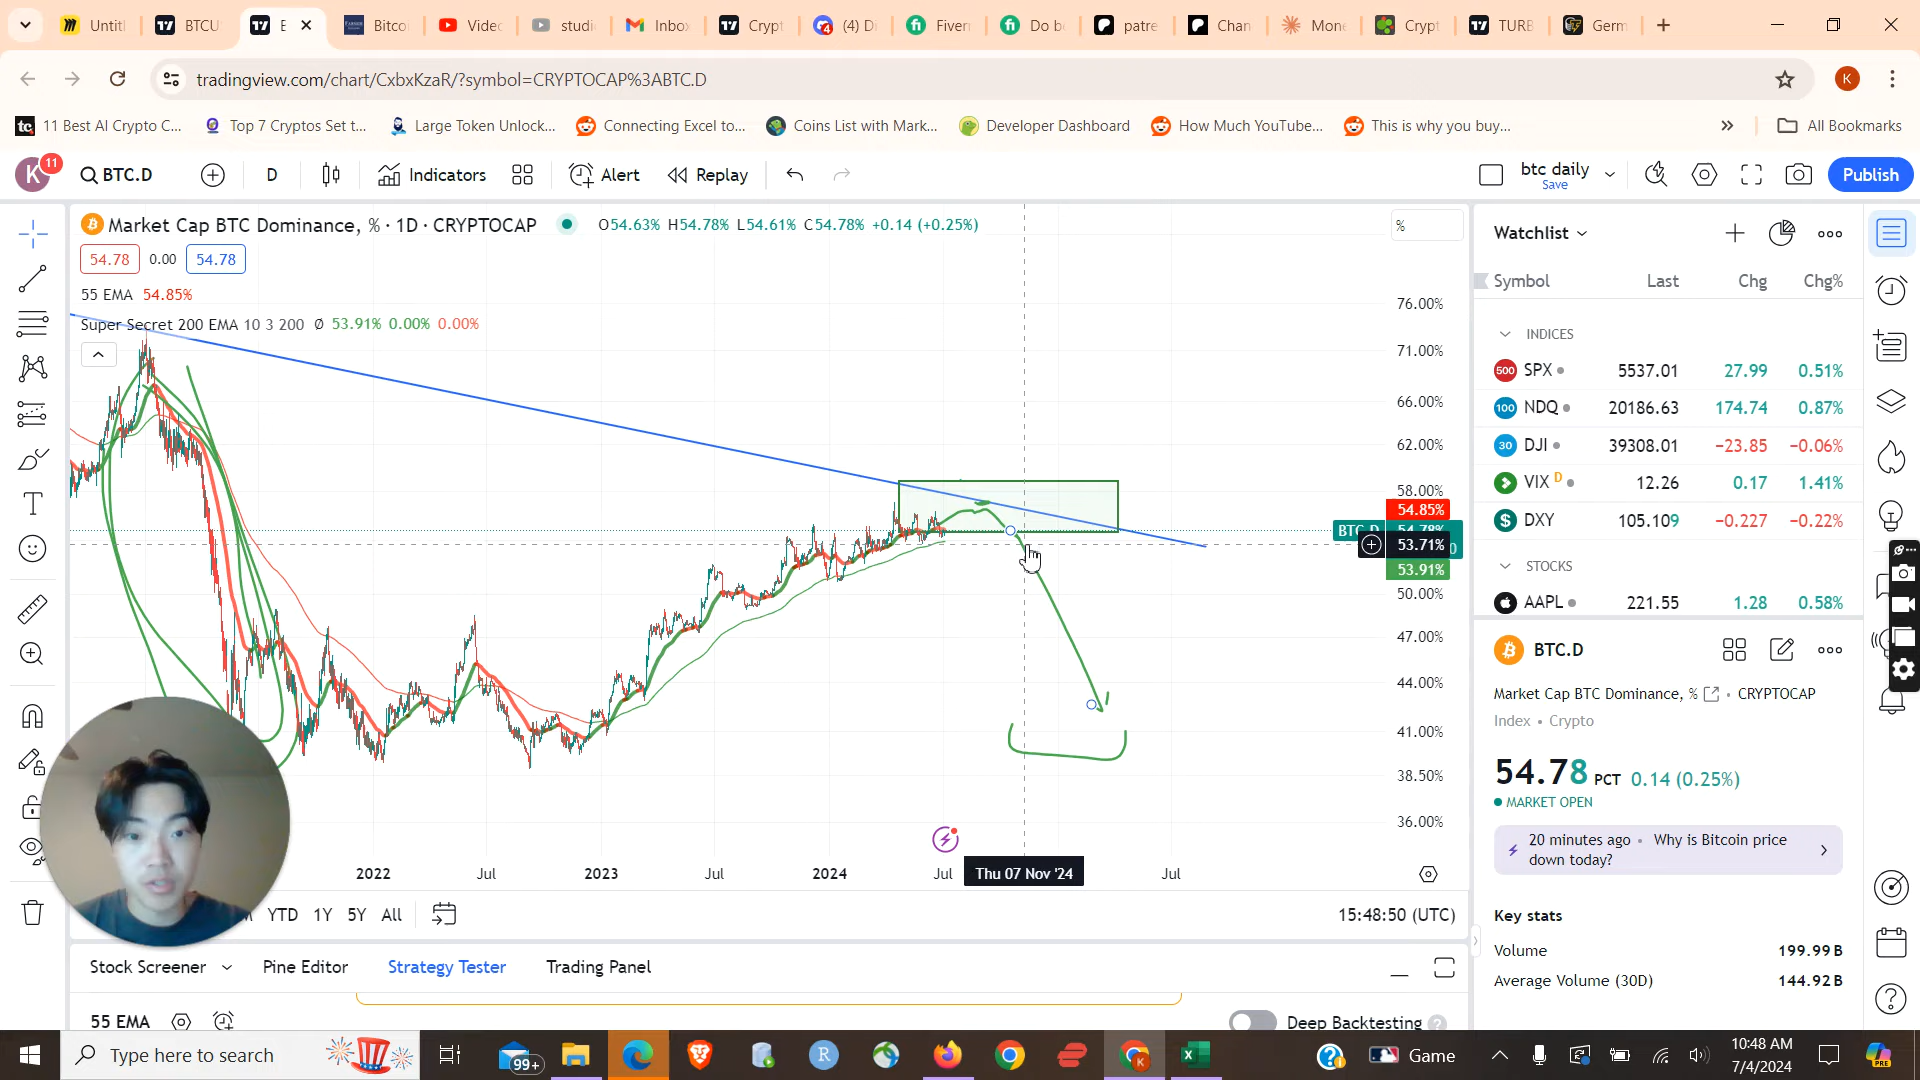 Untitl
BTCU
E
Bitco
Videc
studi
Inbo
Crypt
(4) Di
Fiverr
Do b
patre
Chan
Mone
Crypt
TURB
Germ
tradingview.com/chart/CxbxKzaR/?symbol=CRYPTOCAP%3ABTC.D
K
11 Best AI Crypto C...
Top 7 Cryptos Set t...
Large Token Unlock...
Connecting Excel to...
Coins List with Mark...
Developer Dashboard
How Much YouTube...
This is why you buy...
All Bookmarks
K
11
BTC.D
D
Indicators
Alert
Replay
btc daily
Save
Publish
Market Cap BTC Dominance, % · 1D · CRYPTOCAP
O54.63% H54.78% L54.61% C54.78% +0.14 (+0.25%)
%
54.78
0.00
54.78
55 EMA 54.85%
Super Secret 200 EMA 10 3 200 Ø 53.91% 0.00% 0.00%
76.00%
71.00%
66.00%
62.00%
58.00%
54.85%
BTC.D
54.78%
53.71%
53.91%
50.00%
47.00%
44.00%
41.00%
38.50%
36.00%
2022
Jul
2023
Jul
2024
Jul
Thu 07 Nov '24
Jul
YTD
1Y
5Y
All
15:48:50 (UTC)
Stock Screener
Pine Editor
Strategy Tester
Trading Panel
55 EMA
Deep Backtesting
Watchlist
Symbol
Last
Chg
Chg%
INDICES
SPX 5537.01 27.99 0.51%
NDQ 20186.63 174.74 0.87%
DJI 39308.01 −23.85 −0.06%
VIX D 12.26 0.17 1.41%
DXY 105.109 −0.227 −0.22%
STOCKS
AAPL 221.55 1.28 0.58%
BTC.D
Market Cap BTC Dominance, % • CRYPTOCAP
Index • Crypto
54.78 PCT 0.14 (0.25%)
MARKET OPEN
20 minutes ago • Why is Bitcoin price
down today?
Key stats
Volume 199.99B
Average Volume (30D) 144.92B
Type here to search
99+
Game
10:48 AM
7/4/2024